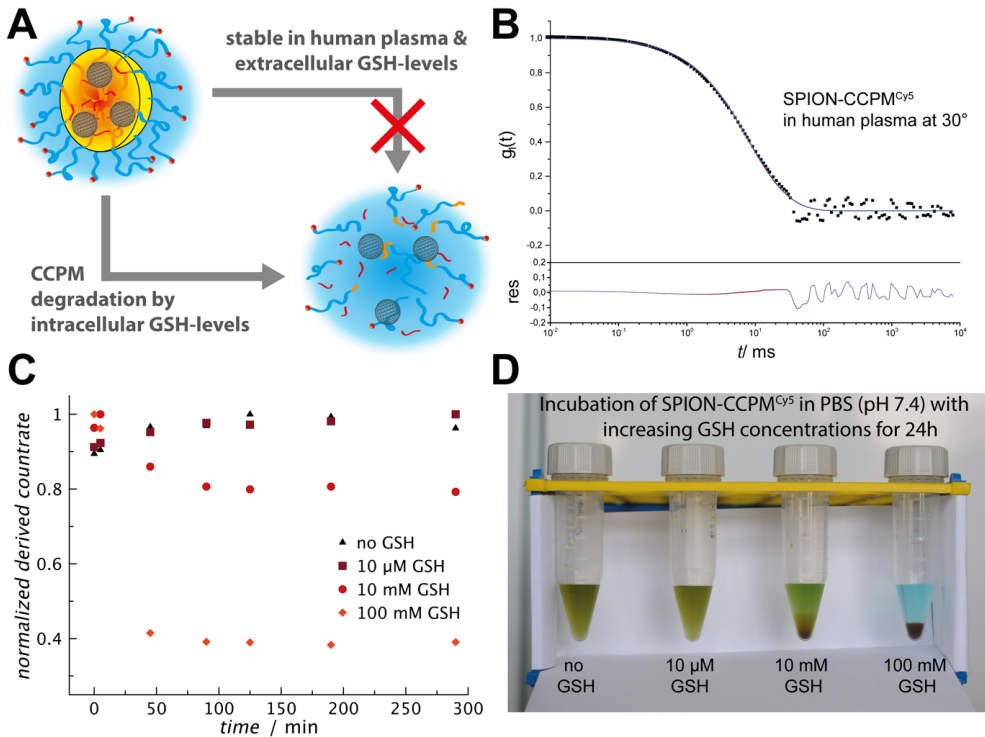 A
stable in human plasma &
extracellular GSH-levels
CCPM
degradation by
intracellular GSH-levels
B
1,0
0,8
0,6
0,4
0,2
0,0
-0,2
gI(t)
SPION-CCPMCy5
in human plasma at 30°
0,2
0,1
0,0
-0,1
-0,2
res
10-2
10-1
100
101
102
103
104
t/ ms
C
normalized derived countrate
1
0.8
0.6
0.4
no GSH
10 µM GSH
10 mM GSH
100 mM GSH
0
50
100
150
200
250
300
time / min
D
Incubation of SPION-CCPMCy5 in PBS (pH 7.4) with
increasing GSH concentrations for 24h
no
GSH
10 µM
GSH
10 mM
GSH
100 mM
GSH